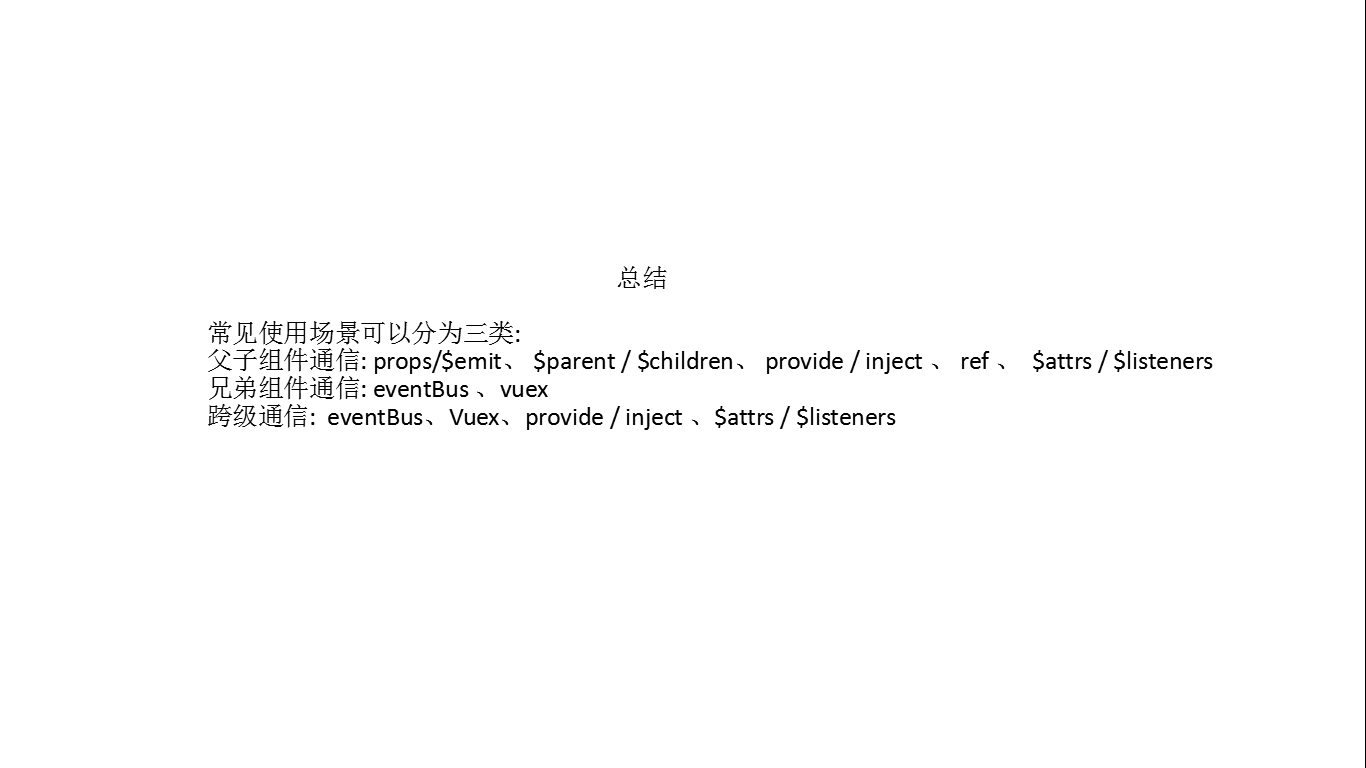 总结
常见使用场景可以分为三类:
父子组件通信: props/$emit、 $parent / $children、 provide / inject 、 ref 、  $attrs / $listeners
兄弟组件通信: eventBus 、vuex
跨级通信:  eventBus、Vuex、provide / inject 、$attrs / $listeners